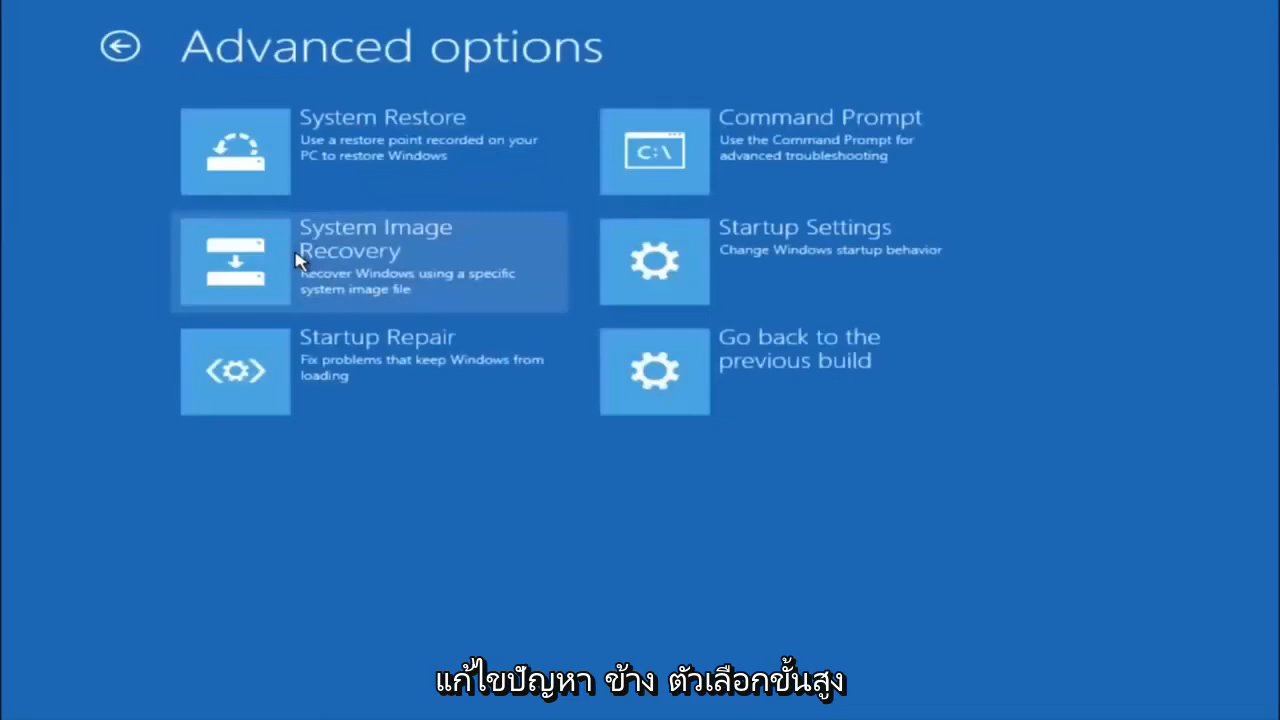 Advanced options
System Restore
Use a restore point recorded on your
PC to restore Windows
Command Prompt
Use the Command Prompt for
advanced troubleshooting
System Image
Recovery
Recover Windows using a specific
system image file
Startup Settings
Change Windows startup behavior
Startup Repair
Fix problems that keep Windows from
loading
Go back to the
previous build
C:\
แก้ไขปัญหา ข้าง ตัวเลือกขั้นสูง